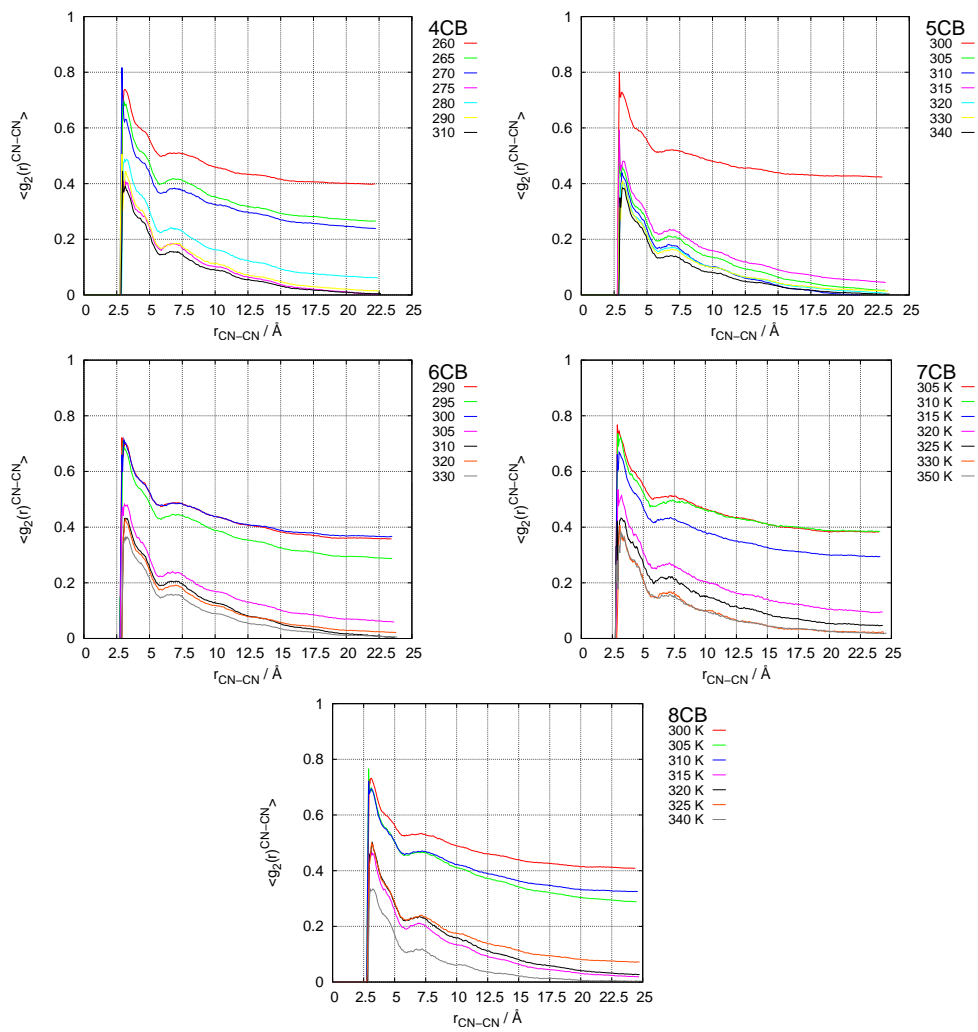 4CB
260
265
270
275
280
290
310
1
0.8
0.6
0.4
0.2
0
0 2.5 5 7.5 10 12.5 15 17.5 20 22.5 25
<g2(r)^CN−CN>
rCN−CN / Å
5CB
300
305
310
315
320
330
340
1
0.8
0.6
0.4
0.2
0
0 2.5 5 7.5 10 12.5 15 17.5 20 22.5 25
<g2(r)^CN−CN>
rCN−CN / Å
6CB
290
295
300
305
310
320
330
1
0.8
0.6
0.4
0.2
0
0 2.5 5 7.5 10 12.5 15 17.5 20 22.5 25
<g2(r)^CN−CN>
rCN−CN / Å
7CB
305 K
310 K
315 K
320 K
325 K
330 K
350 K
1
0.8
0.6
0.4
0.2
0
0 2.5 5 7.5 10 12.5 15 17.5 20 22.5 25
<g2(r)^CN−CN>
rCN−CN / Å
8CB
300 K
305 K
310 K
315 K
320 K
325 K
340 K
1
0.8
0.6
0.4
0.2
0
0 2.5 5 7.5 10 12.5 15 17.5 20 22.5 25
<g2(r)^CN−CN>
rCN−CN / Å